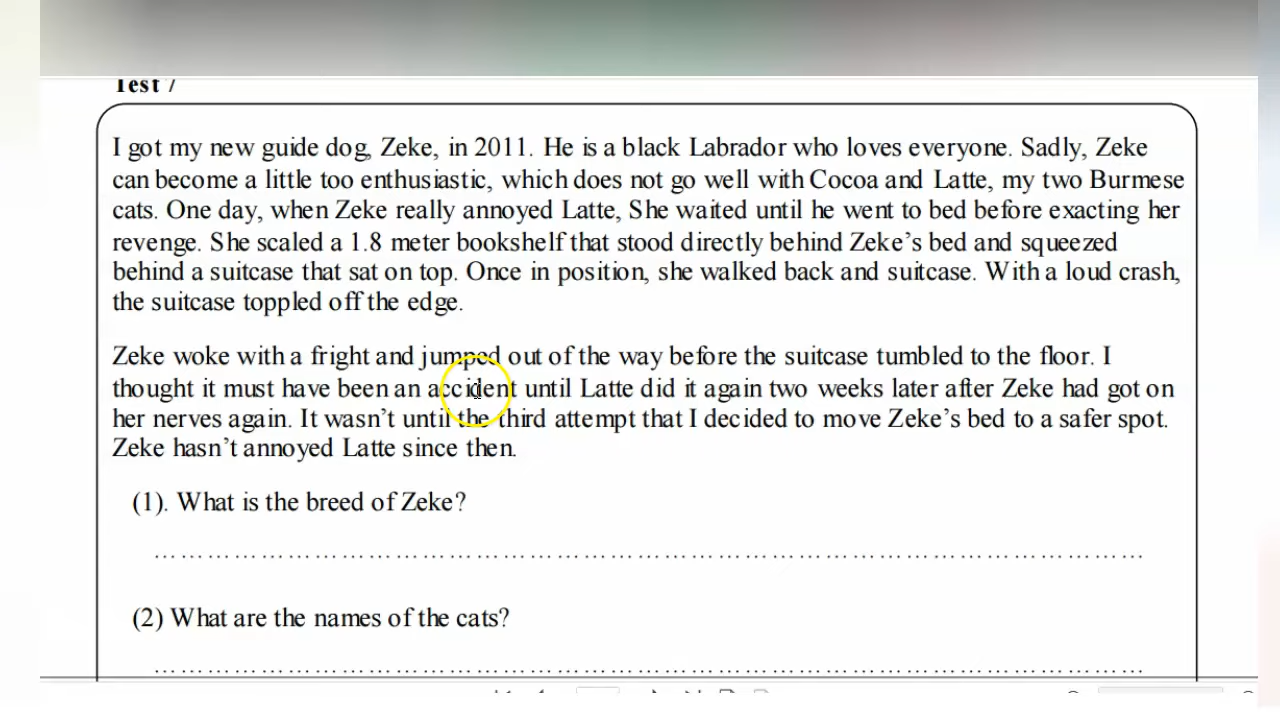 Test 7
I got my new guide dog, Zeke, in 2011. He is a black Labrador who loves everyone. Sadly, Zeke
can become a little too enthusiastic, which does not go well with Cocoa and Latte, my two Burmese
cats. One day, when Zeke really annoyed Latte, She waited until he went to bed before exacting her
revenge. She scaled a 1.8 meter bookshelf that stood directly behind Zeke's bed and squeezed
behind a suitcase that sat on top. Once in position, she walked back and suitcase. With a loud crash,
the suitcase toppled off the edge.
Zeke woke with a fright and jumped out of the way before the suitcase tumbled to the floor. I
thought it must have been an accident until Latte did it again two weeks later after Zeke had got on
her nerves again. It wasn't until the third attempt that I decided to move Zeke's bed to a safer spot.
Zeke hasn't annoyed Latte since then.
(1). What is the breed of Zeke?
(2) What are the names of the cats?